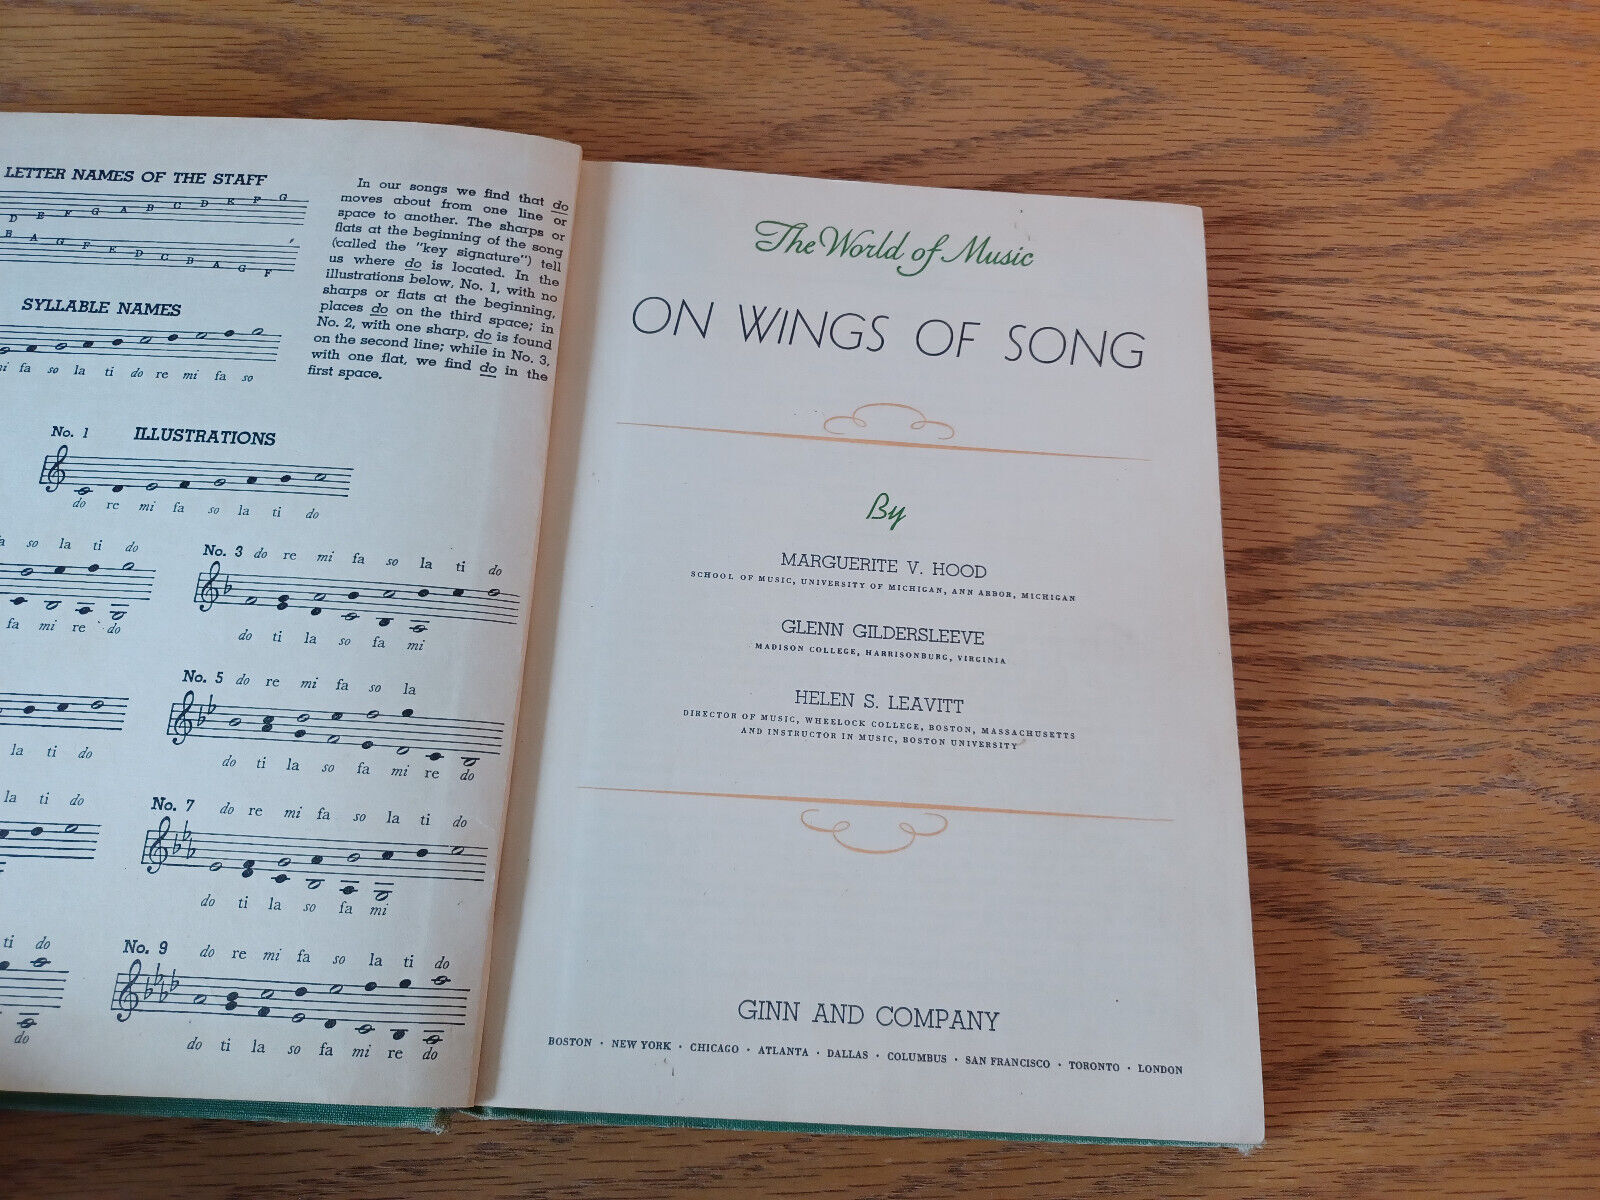 LETTER NAMES OF THE STAFF
D E F G A B C D E F G
B A G F E D C B A G F
SYLLABLE NAMES
mi fa so la ti do re mi fa so
In our songs we find that do
moves about from one line or
space to another. The sharps or
flats at the beginning of the song
(called the "key signature") tell
us where do is located. In the
illustrations below, No. 1, with no
sharps or flats at the beginning,
places do on the third space; in
No. 2, with one sharp, do is found
on the second line; while in No. 3,
with one flat, we find do in the
first space.
No. 1 ILLUSTRATIONS
do re mi fa so la ti do
so la ti do
fa mi re do
No. 3 do re mi fa so la ti do
do ti la so fa mi
la ti do
No. 5 do re mi fa so la
do ti la so fa mi re do
la ti do
No. 7 do re mi fa so la ti do
do ti la so fa mi
ti do
do
No. 9 do re mi fa so la ti do
do ti la so fa mi re do
The World of Music
ON WINGS OF SONG
By
MARGUERITE V. HOOD
SCHOOL OF MUSIC, UNIVERSITY OF MICHIGAN, ANN ARBOR, MICHIGAN
GLENN GILDERSLEEVE
MADISON COLLEGE, HARRISONBURG, VIRGINIA
HELEN S. LEAVITT
DIRECTOR OF MUSIC, WHEELOCK COLLEGE, BOSTON, MASSACHUSETTS
AND INSTRUCTOR IN MUSIC, BOSTON UNIVERSITY
GINN AND COMPANY
BOSTON · NEW YORK · CHICAGO · ATLANTA · DALLAS · COLUMBUS · SAN FRANCISCO · TORONTO · LONDON